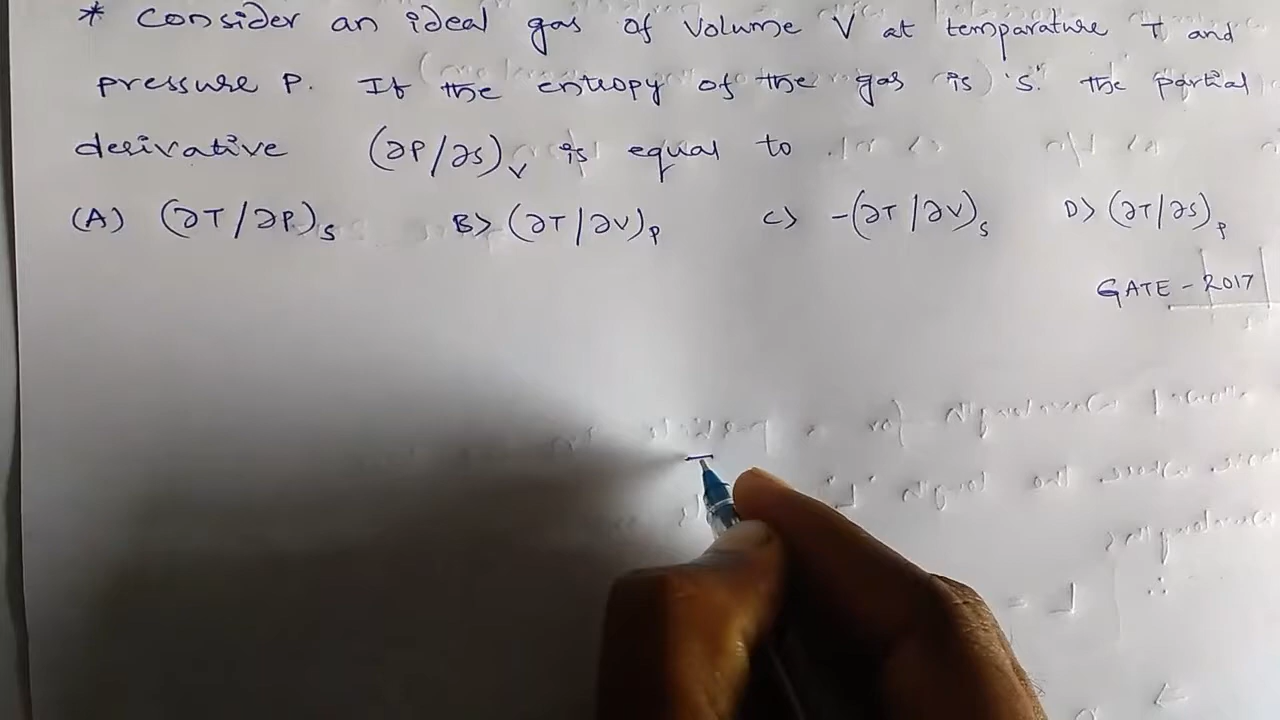 * Consider an ideal gas of volume V at temparature T and
pressure P. If the entropy of the gas is 's'. the partial
derivative (∂P/∂S)V is equal to
(A) (∂T/∂P)S B> (∂T/∂V)P C> -(∂T/∂V)S D> (∂T/∂S)P
GATE - 2017